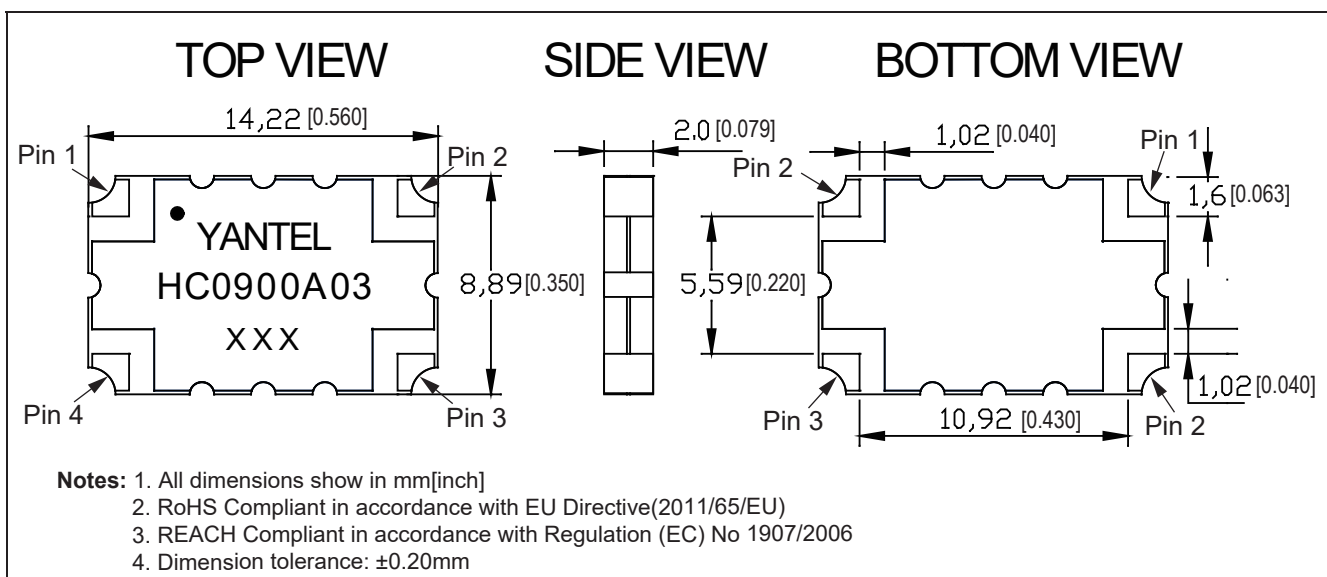 TOP VIEW
SIDE VIEW
BOTTOM VIEW
14,22 [0.560]
2.0 [0.079]
1,02 [0.040]
Pin 1
Pin 2
Pin 2
Pin 1
1,6 [0.063]
YANTEL
HC0900A03
XXX
8,89 [0.350]
5,59 [0.220]
Pin 4
Pin 3
Pin 3
10,92 [0.430]
Pin 2
1,02 [0.040]
Notes: 1. All dimensions show in mm[inch]
2. RoHS Compliant in accordance with EU Directive(2011/65/EU)
3. REACH Compliant in accordance with Regulation (EC) No 1907/2006
4. Dimension tolerance: ±0.20mm